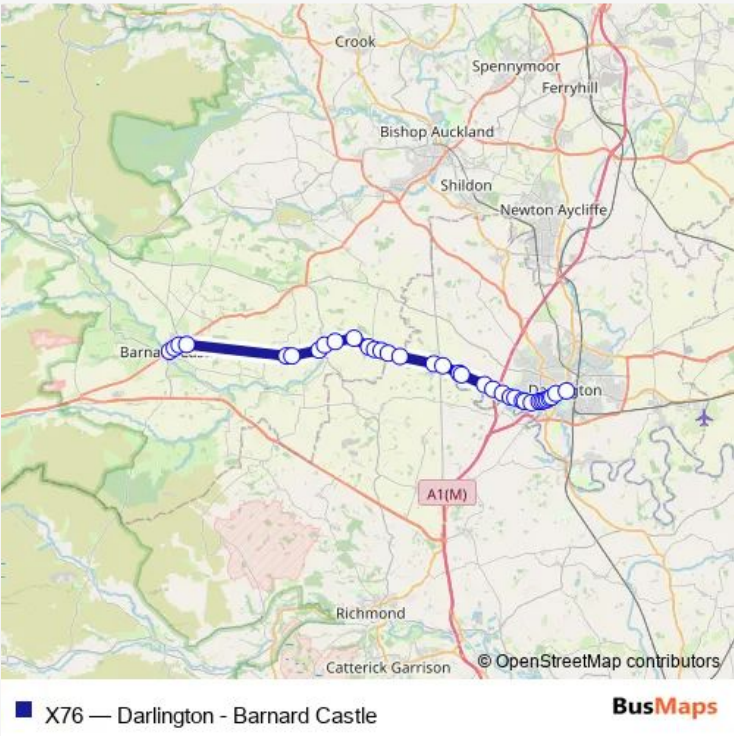 Crook
Spennymoor
Ferryhill
Bishop Auckland
Shildon
Newton Aycliffe
A1(M)
Richmond
Catterick Garrison
© OpenStreetMap contributors
X76 — Darlington - Barnard Castle
BusMaps